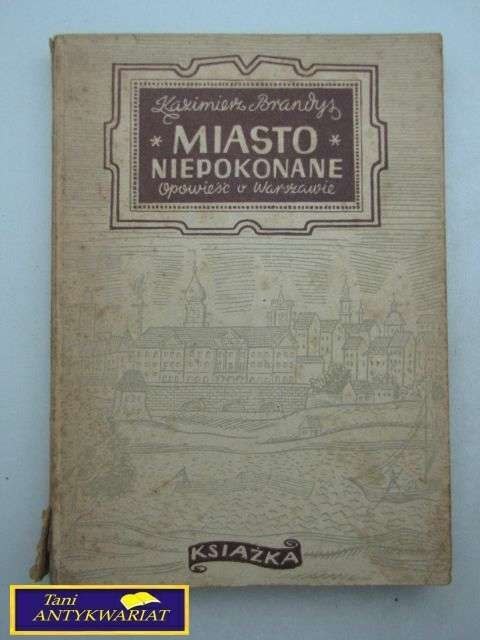 Kazimierz Brandys
* MIASTO *
NIEPOKONANE
Opowieść o Warszawie
KSIĄŻKA
Tani
ANTYKWARIAT